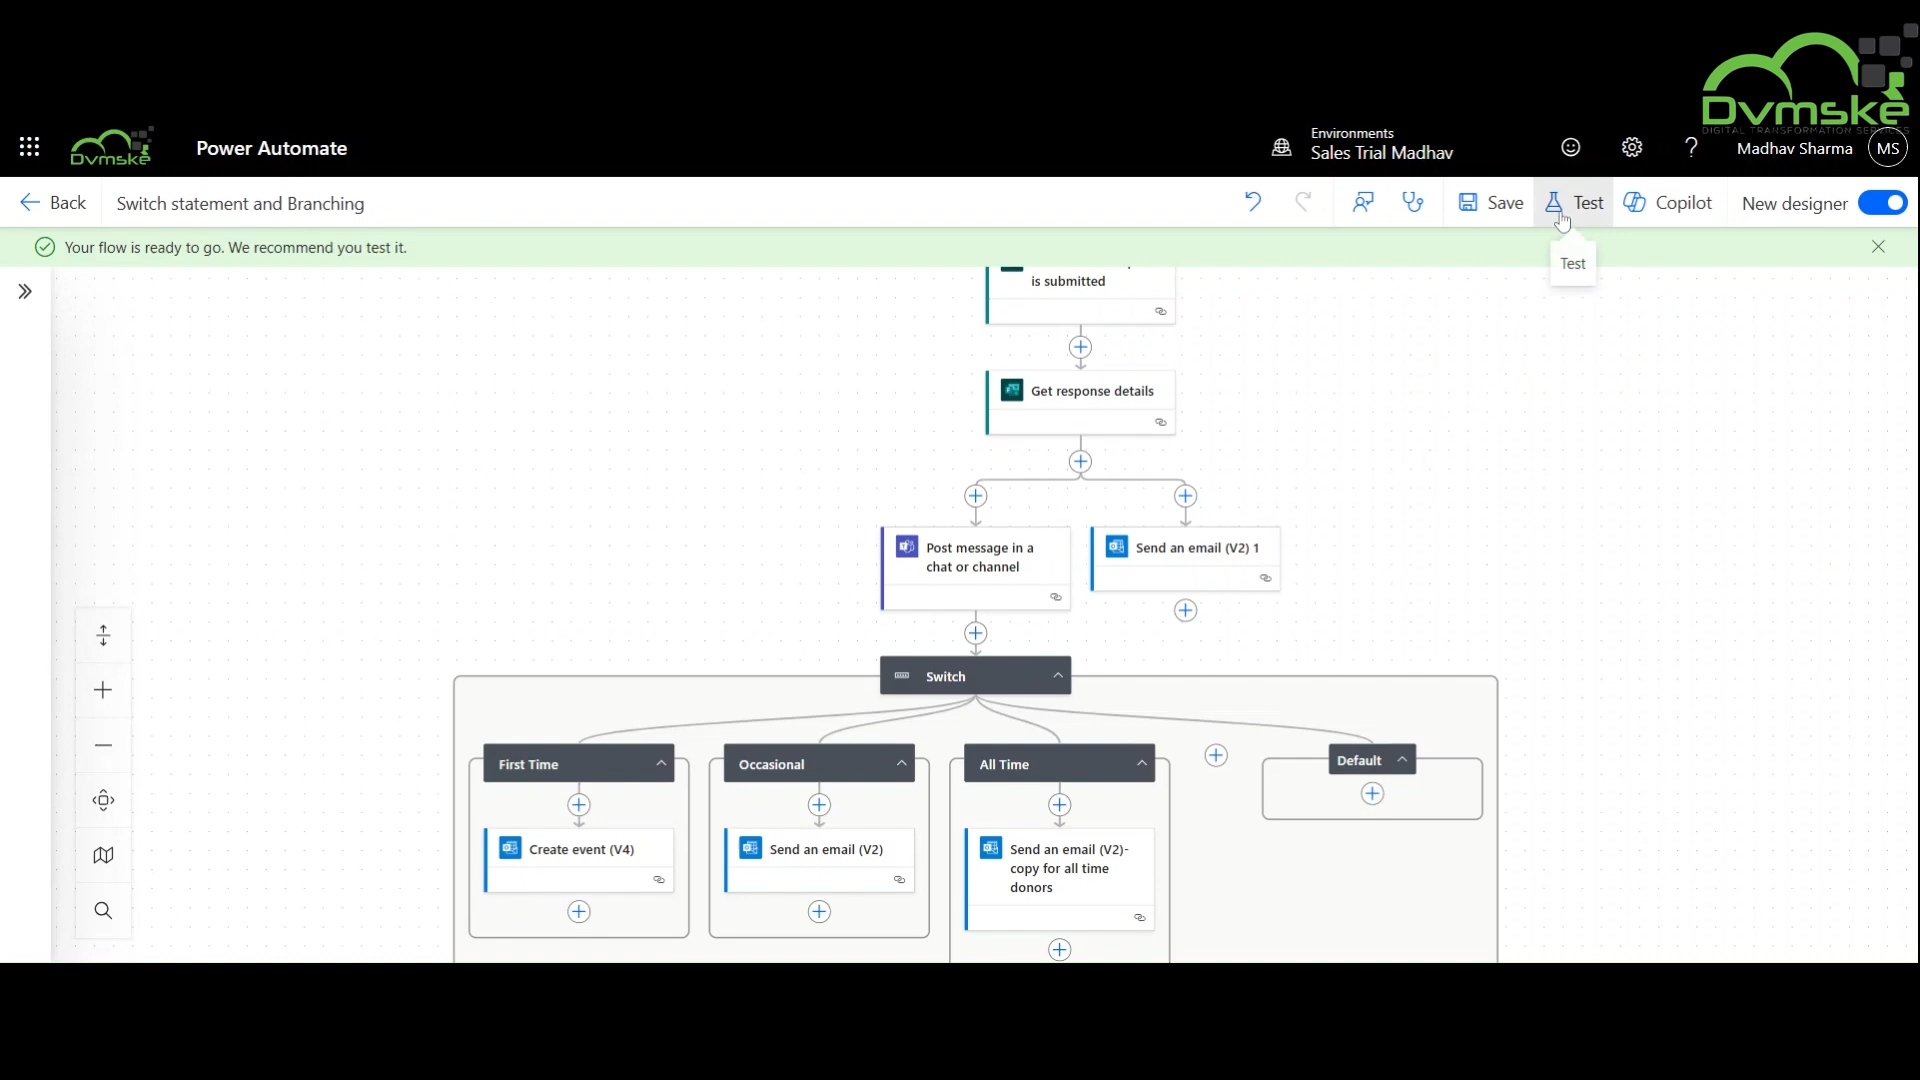 Dvmske
DIGITAL TRANSFORMATION SERVICES
Dvmske
Power Automate
Environments
Sales Trial Madhav
?
Madhav Sharma
MS
Back
Switch statement and Branching
Save
Test
Copilot
New designer
Your flow is ready to go. We recommend you test it.
Test
is submitted
Get response details
Post message in a
chat or channel
Send an email (V2) 1
Switch
First Time
Occasional
All Time
Default
Create event (V4)
Send an email (V2)
Send an email (V2)-
copy for all time
donors